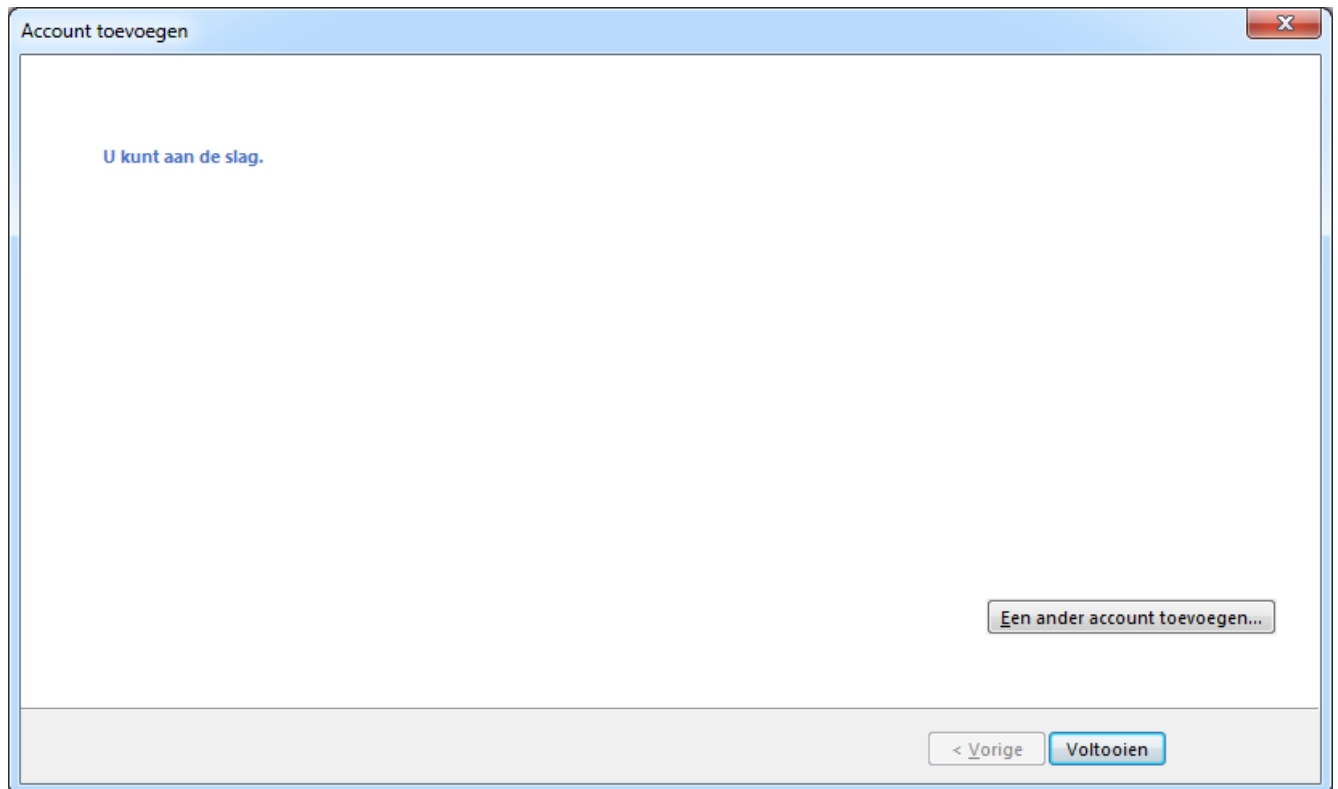 Account toevoegen
U kunt aan de slag.
Een ander account toevoegen...
< Vorige
Voltooien